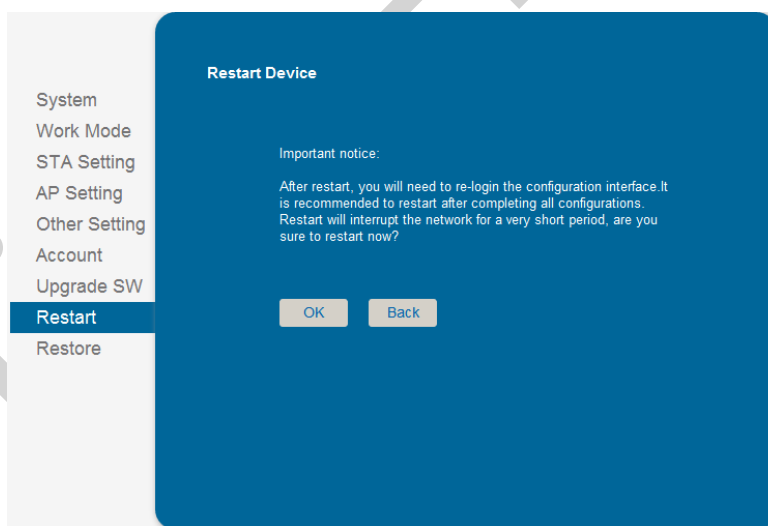 System
Work Mode
STA Setting
AP Setting
Other Setting
Account
Upgrade SW
Restart
Restore
Restart Device
Important notice:
After restart, you will need to re-login the configuration interface.It
is recommended to restart after completing all configurations.
Restart will interrupt the network for a very short period, are you
sure to restart now?
OK
Back